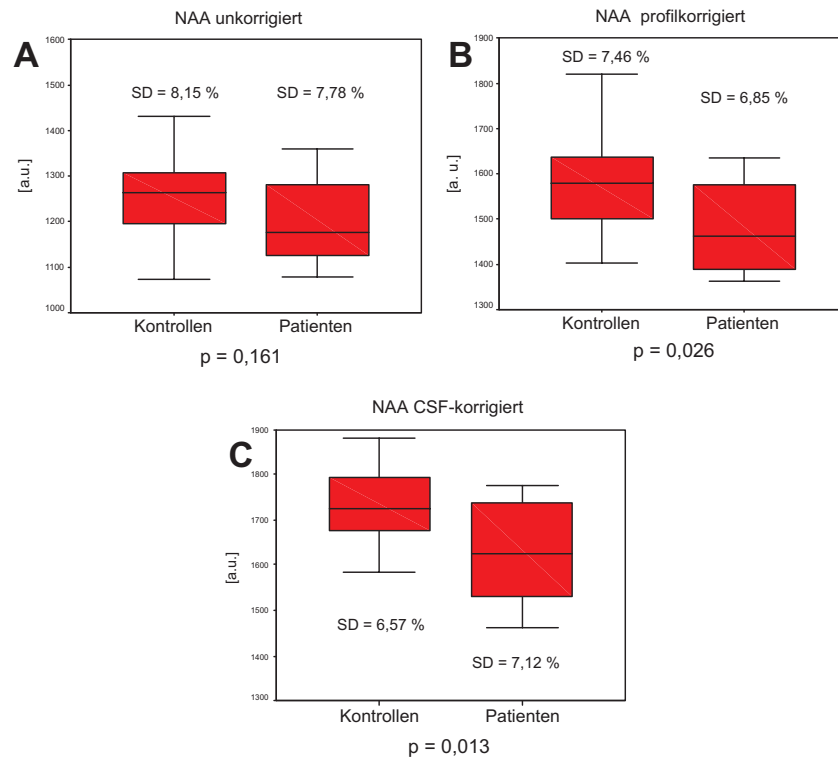 NAA unkorrigiert
A
1600
1500
1400
1300
1200
1100
1000
[a.u.]
SD = 8,15 %
SD = 7,78 %
Kontrollen
Patienten
p = 0,161
NAA profilkorrigiert
B
1900
1800
1700
1600
1500
1400
1300
[a. u.]
SD = 7,46 %
SD = 6,85 %
Kontrollen
Patienten
p = 0,026
NAA CSF-korrigiert
C
1900
1800
1700
1600
1500
1400
1300
[a.u.]
SD = 6,57 %
SD = 7,12 %
Kontrollen
Patienten
p = 0,013